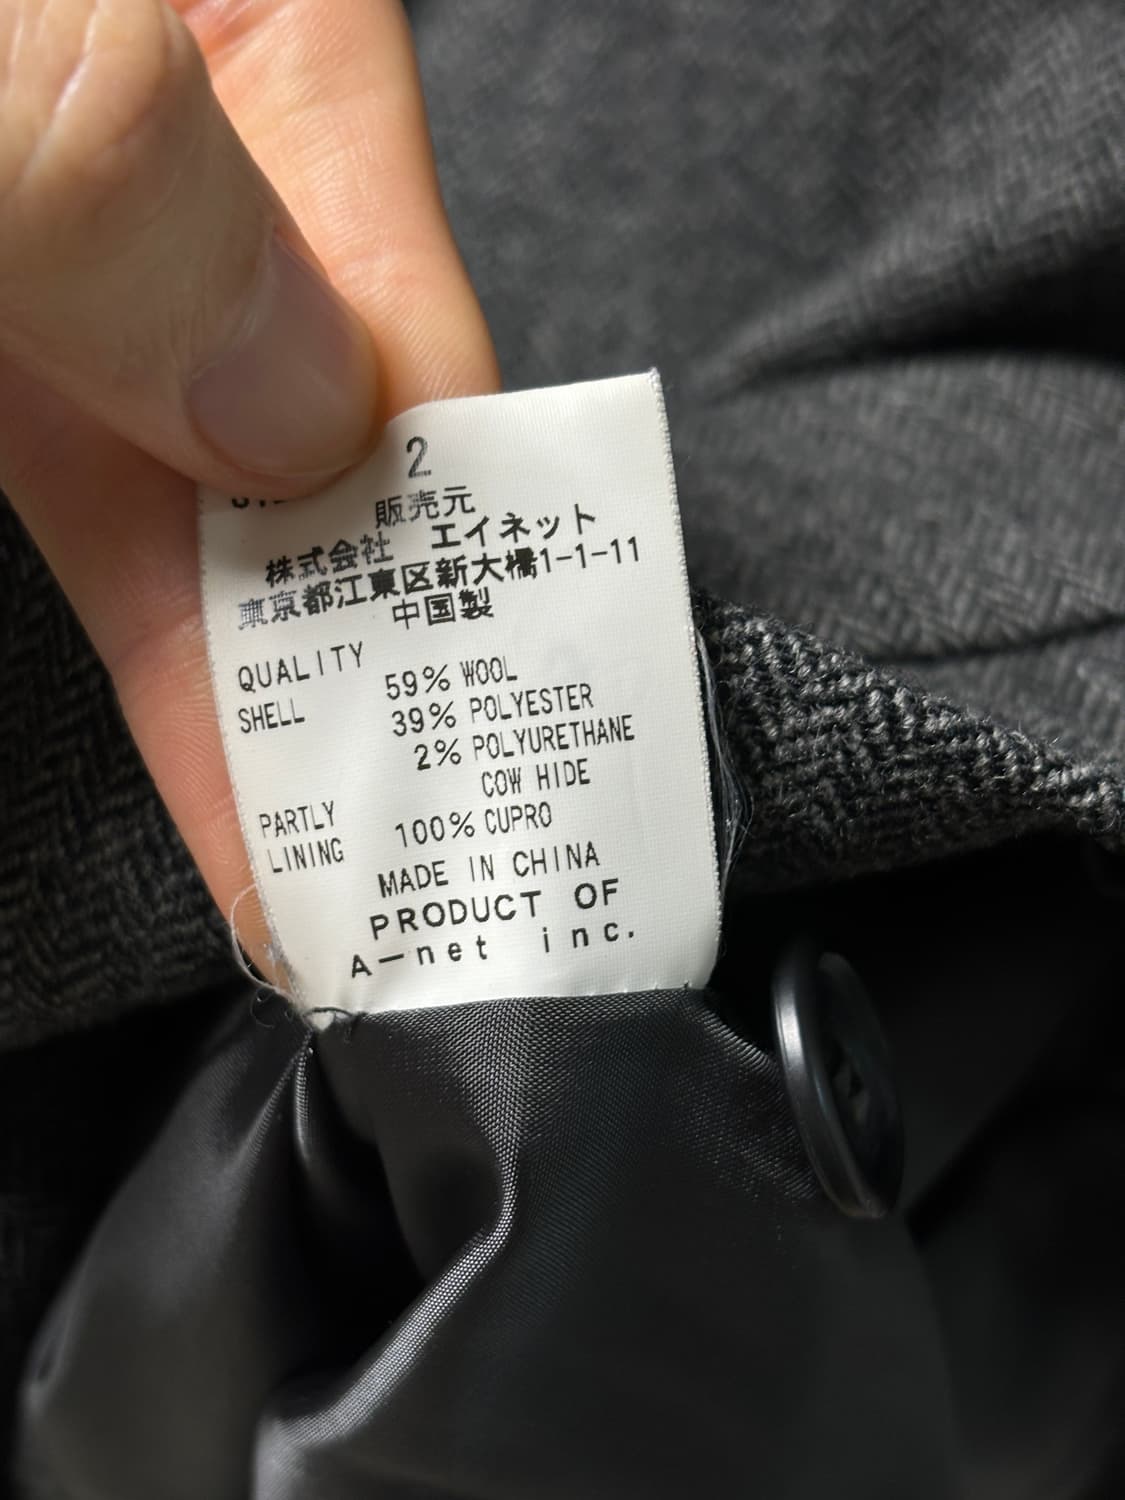 2
販売元
株式会社 エイネット
東京都江東区新大橋1-1-11
中国製
QUALITY
SHELL 59% WOOL
39% POLYESTER
2% POLYURETHANE
COW HIDE
PARTLY
LINING 100% CUPRO
MADE IN CHINA
PRODUCT OF
A-net inc.